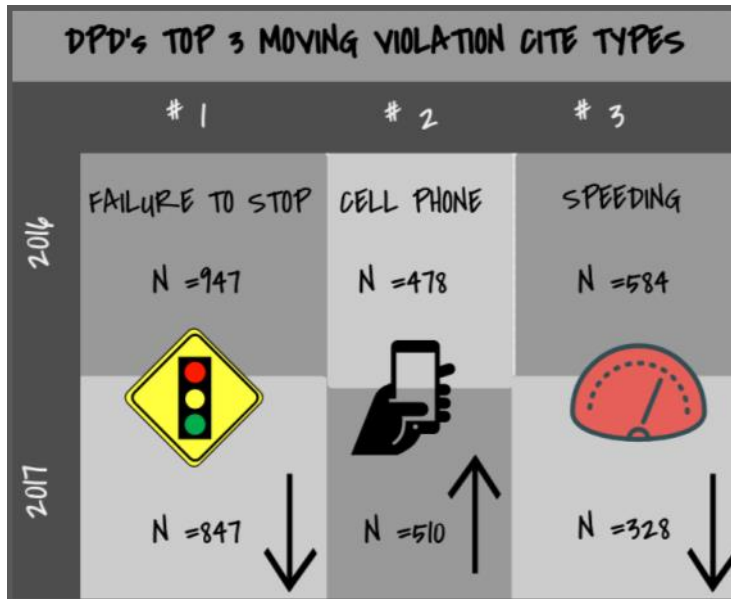 DPD's TOP 3 MOVING VIOLATION CITE TYPES
# 1 # 2 # 3
2016
FAILURE TO STOP CELL PHONE SPEEDING
N =947 N =478 N =584
2017
N =847 N =510 N =328